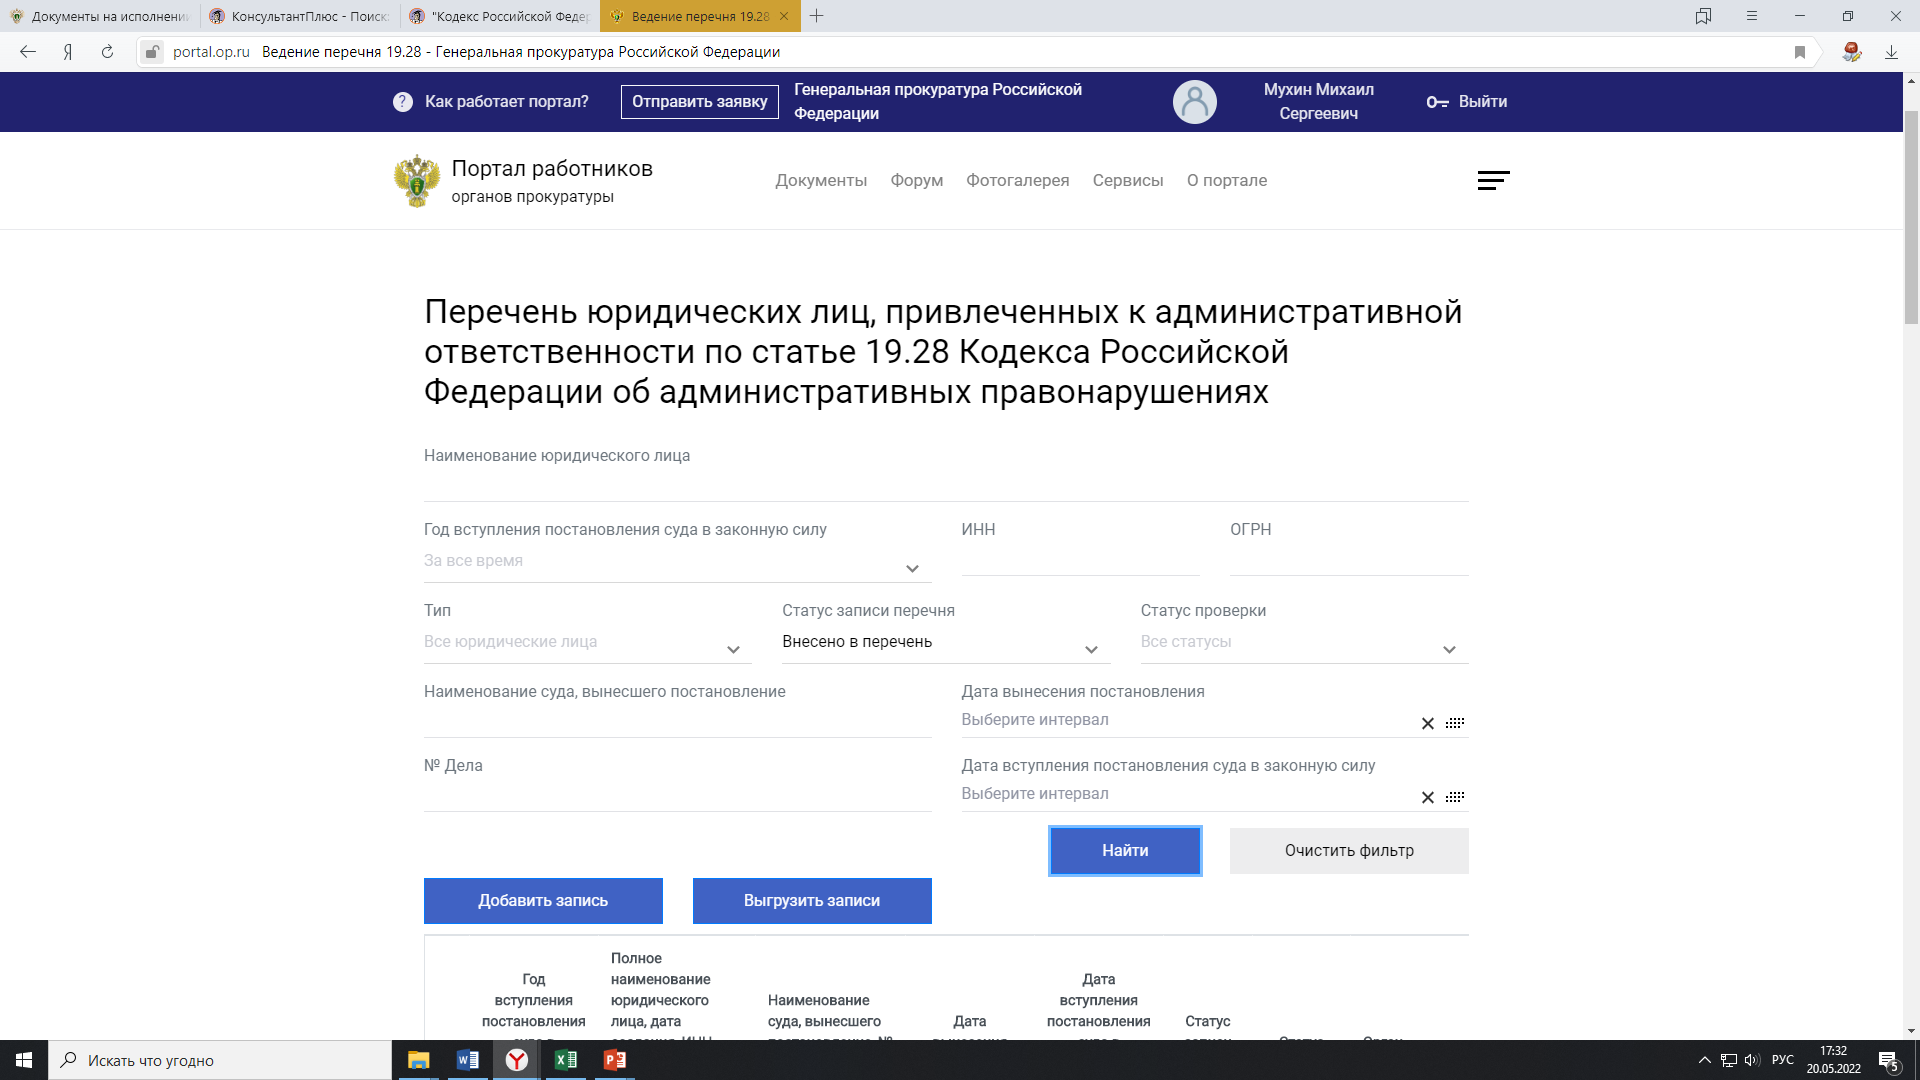 Документы на исполнени
КонсультантПлюс - Поиск
"Кодекс Российской Феде
Ведение перечня 19.28
portal.op.ru Ведение перечня 19.28 - Генеральная прокуратура Российской Федерации
? Как работает портал?
Отправить заявку
Генеральная прокуратура Российской
Федерации
Мухин Михаил
Сергеевич
Выйти
Портал работников
органов прокуратуры
Документы Форум Фотогалерея Сервисы О портале
Перечень юридических лиц, привлеченных к административной
ответственности по статье 19.28 Кодекса Российской
Федерации об административных правонарушениях
Наименование юридического лица
Год вступления постановления суда в законную силу
За все время
ИНН
ОГРН
Тип
Все юридические лица
Статус записи перечня
Внесено в перечень
Статус проверки
Все статусы
Наименование суда, вынесшего постановление
Дата вынесения постановления
Выберите интервал
№ Дела
Дата вступления постановления суда в законную силу
Выберите интервал
Найти
Очистить фильтр
Добавить запись
Выгрузить записи
Год
вступления
постановления
Полное
наименование
юридического
лица, дата
Наименование
суда, вынесшего
Дата
Дата
вступления
постановления
Статус
Искать что угодно
РУС
17:32
20.05.2022
5